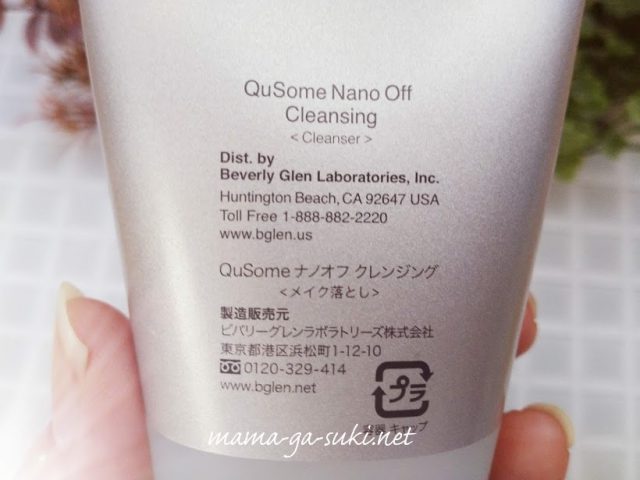 QuSome Nano Off
Cleansing
< Cleanser >
Dist. by
Beverly Glen Laboratories, Inc.
Huntington Beach, CA 92647 USA
Toll Free 1-888-882-2220
www.bglen.us
QuSome ナノオフ クレンジング
<メイク落とし>
製造販売元
ビバリーグレンラボラトリーズ株式会社
東京都港区浜松町1-12-10
0120-329-414
www.bglen.net
プラ
容器 キャップ
mama-ga-suki.net